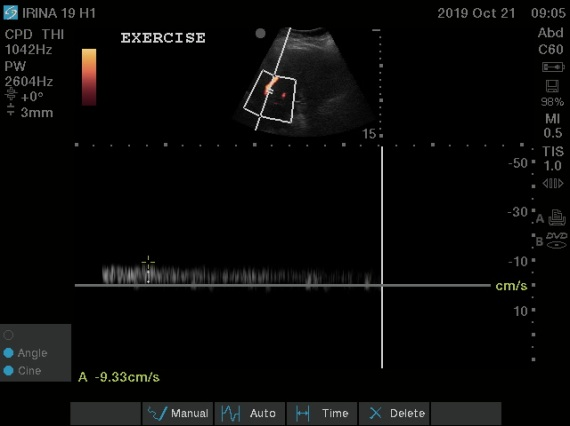 IRINA 19 H1
2019 Oct 21 09:05
CPD THI
1042Hz
PW
2604Hz
+0°
3mm
EXERCISE
15
Abd
C60
98%
MI
0.5
TIS
1.0
A
B DVD
-50
-30
-10
cm/s
10
Angle
Cine
A -9.33cm/s
Manual
Auto
Time
Delete